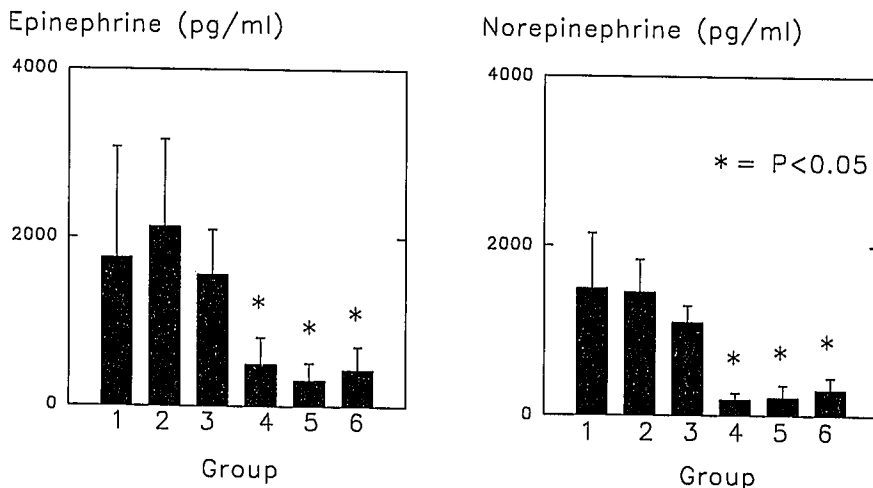 Epinephrine (pg/ml)
4000
2000
0
* * *
1 2 3 4 5 6
Group
Norepinephrine (pg/ml)
4000
* = P<0.05
2000
* * *
0
1 2 3 4 5 6
Group